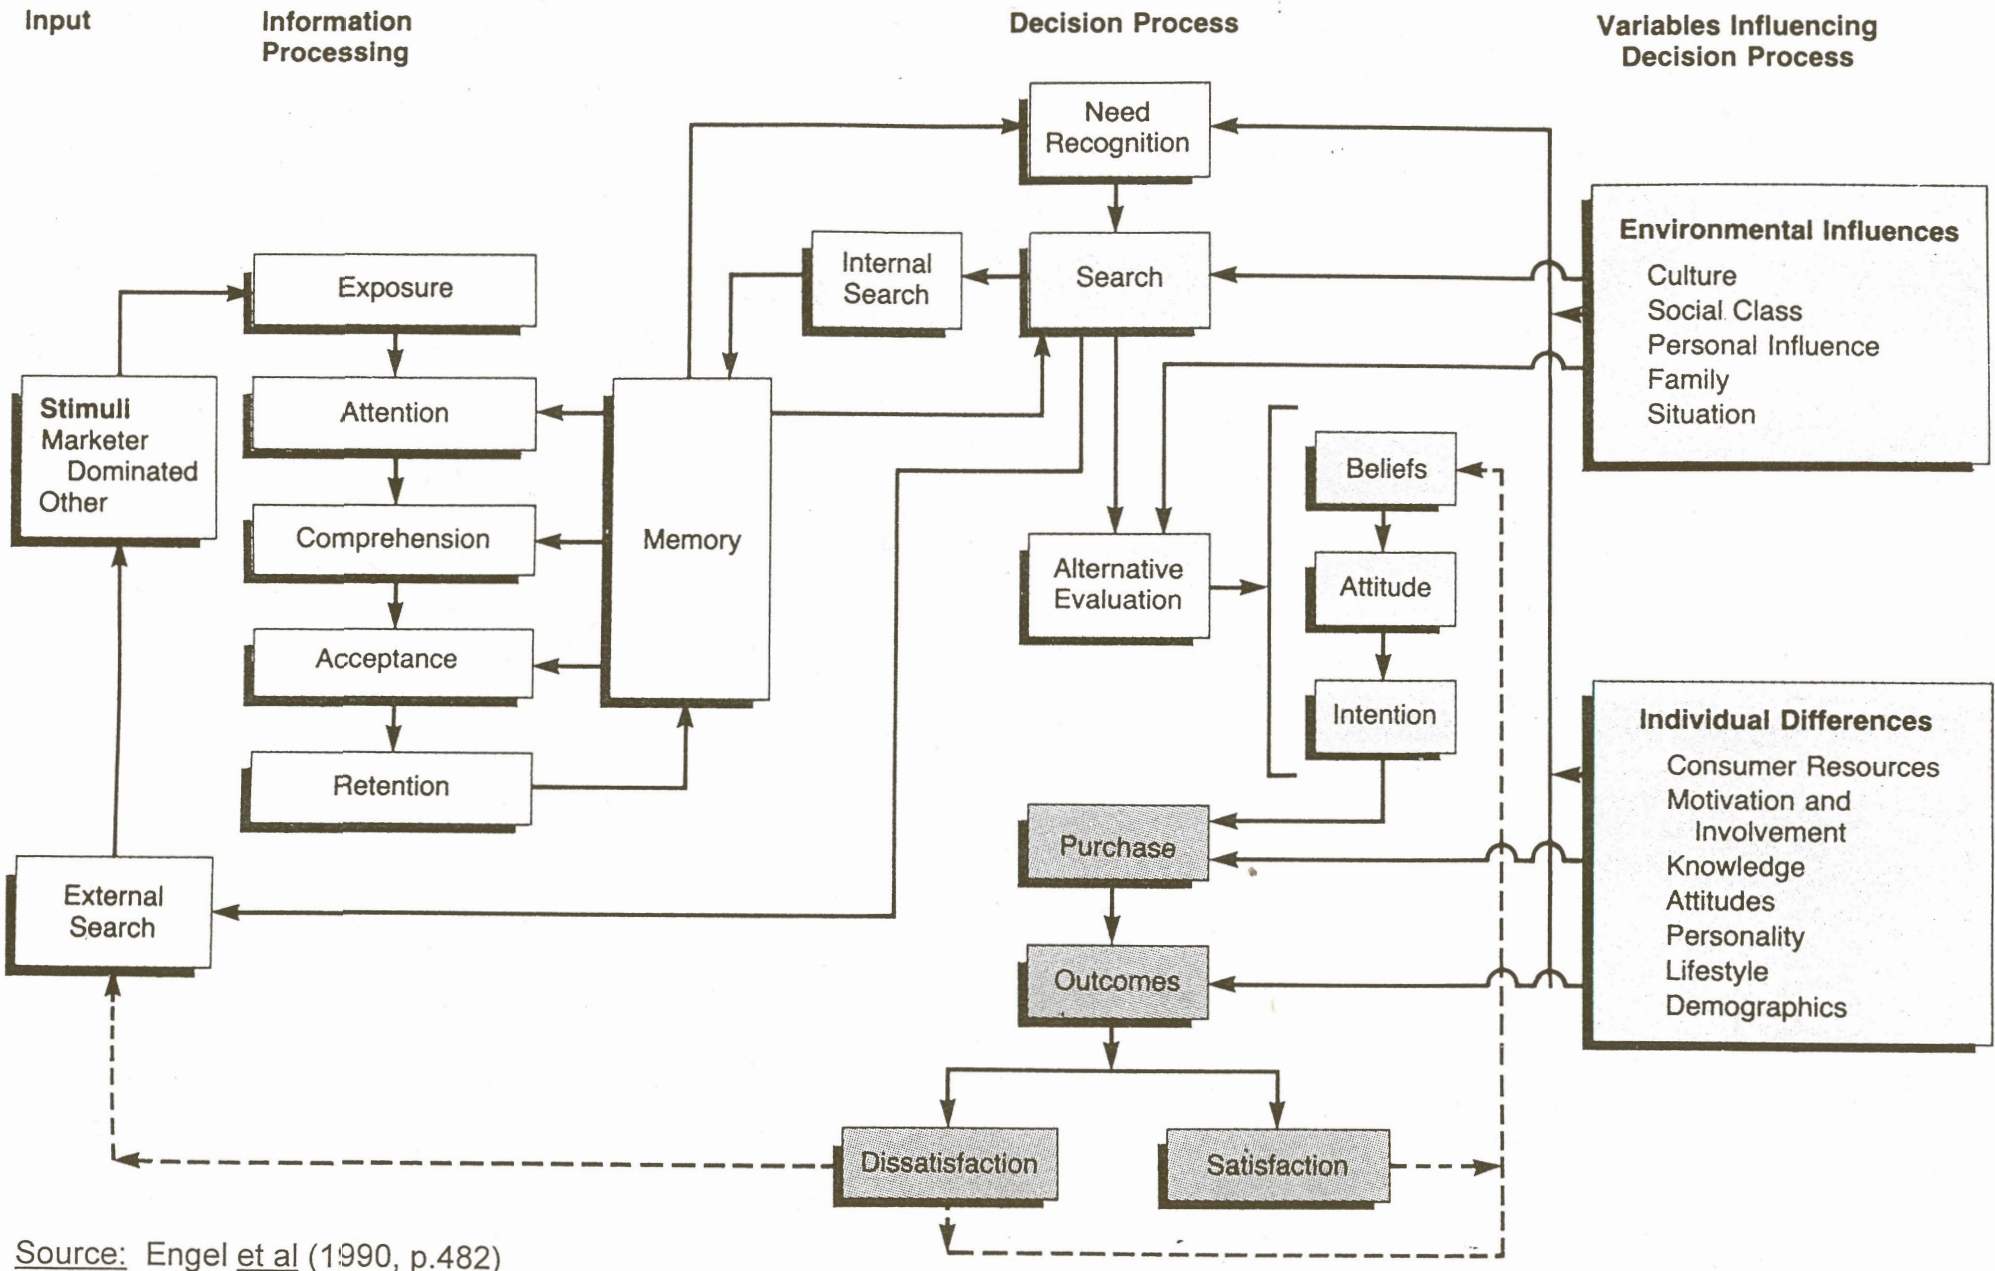 Input
Information
Processing
Decision Process
Variables Influencing
Decision Process
Need
Recognition
Internal
Search
Search
Environmental Influences
Culture
Social Class
Personal Influence
Family
Situation
Exposure
Attention
Comprehension
Acceptance
Retention
Stimuli
Marketer
Dominated
Other
Memory
External
Search
Alternative
Evaluation
Beliefs
Attitude
Intention
Individual Differences
Consumer Resources
Motivation and
Involvement
Knowledge
Attitudes
Personality
Lifestyle
Demographics
Purchase
Outcomes
Dissatisfaction
Satisfaction
Source: Engel et al (1990, p.482)